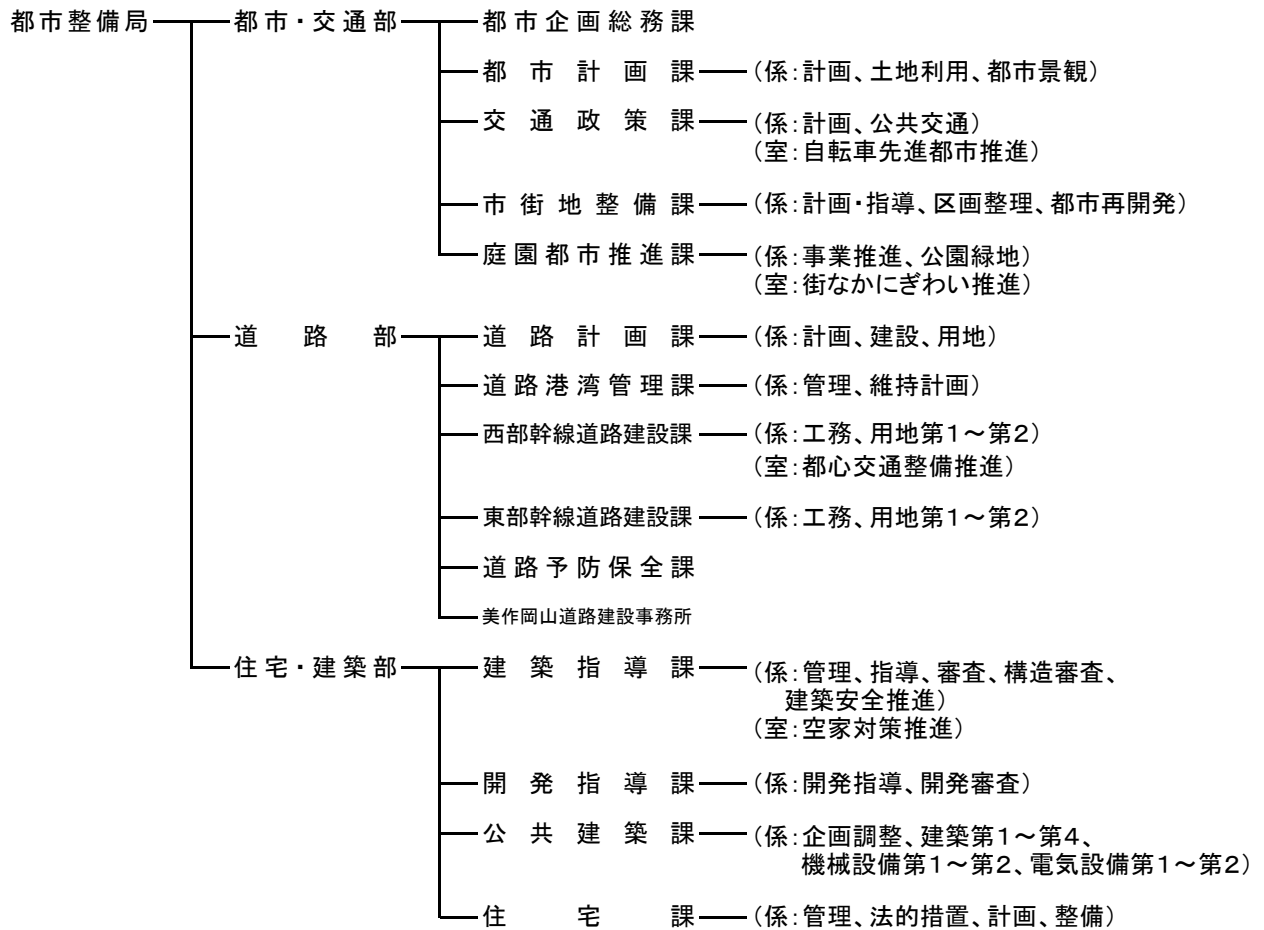 都市整備局 都市・交通部 都市企画総務課
都市計画課 (係:計画、土地利用、都市景観)
交通政策課 (係:計画、公共交通)
(室:自転車先進都市推進)
市街地整備課 (係:計画・指導、区画整理、都市再開発)
庭園都市推進課 (係:事業推進、公園緑地)
(室:街なかにぎわい推進)
道路部 道路計画課 (係:計画、建設、用地)
道路港湾管理課 (係:管理、維持計画)
西部幹線道路建設課 (係:工務、用地第1~第2)
(室:都心交通整備推進)
東部幹線道路建設課 (係:工務、用地第1~第2)
道路予防保全課
美作岡山道路建設事務所
住宅・建築部 建築指導課 (係:管理、指導、審査、構造審査、
建築安全推進)
(室:空家対策推進)
開発指導課 (係:開発指導、開発審査)
公共建築課 (係:企画調整、建築第1~第4、
機械設備第1~第2、電気設備第1~第2)
住宅課 (係:管理、法的措置、計画、整備)